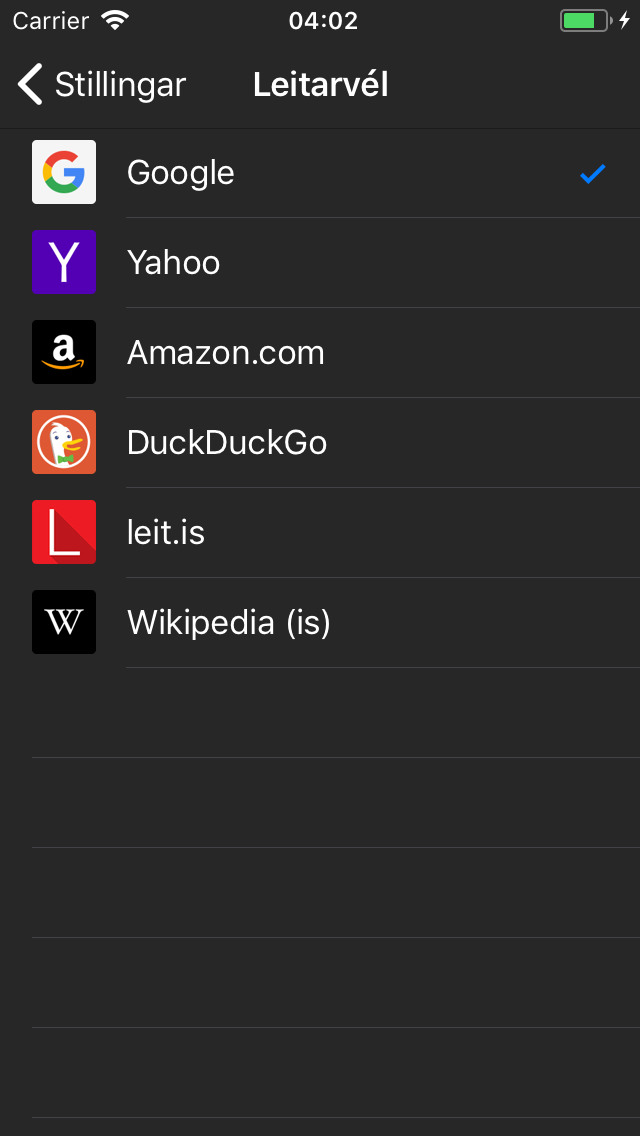 Carrier 04:02
Stillingar Leitarvél
Google
Yahoo
Amazon.com
DuckDuckGo
leit.is
Wikipedia (is)